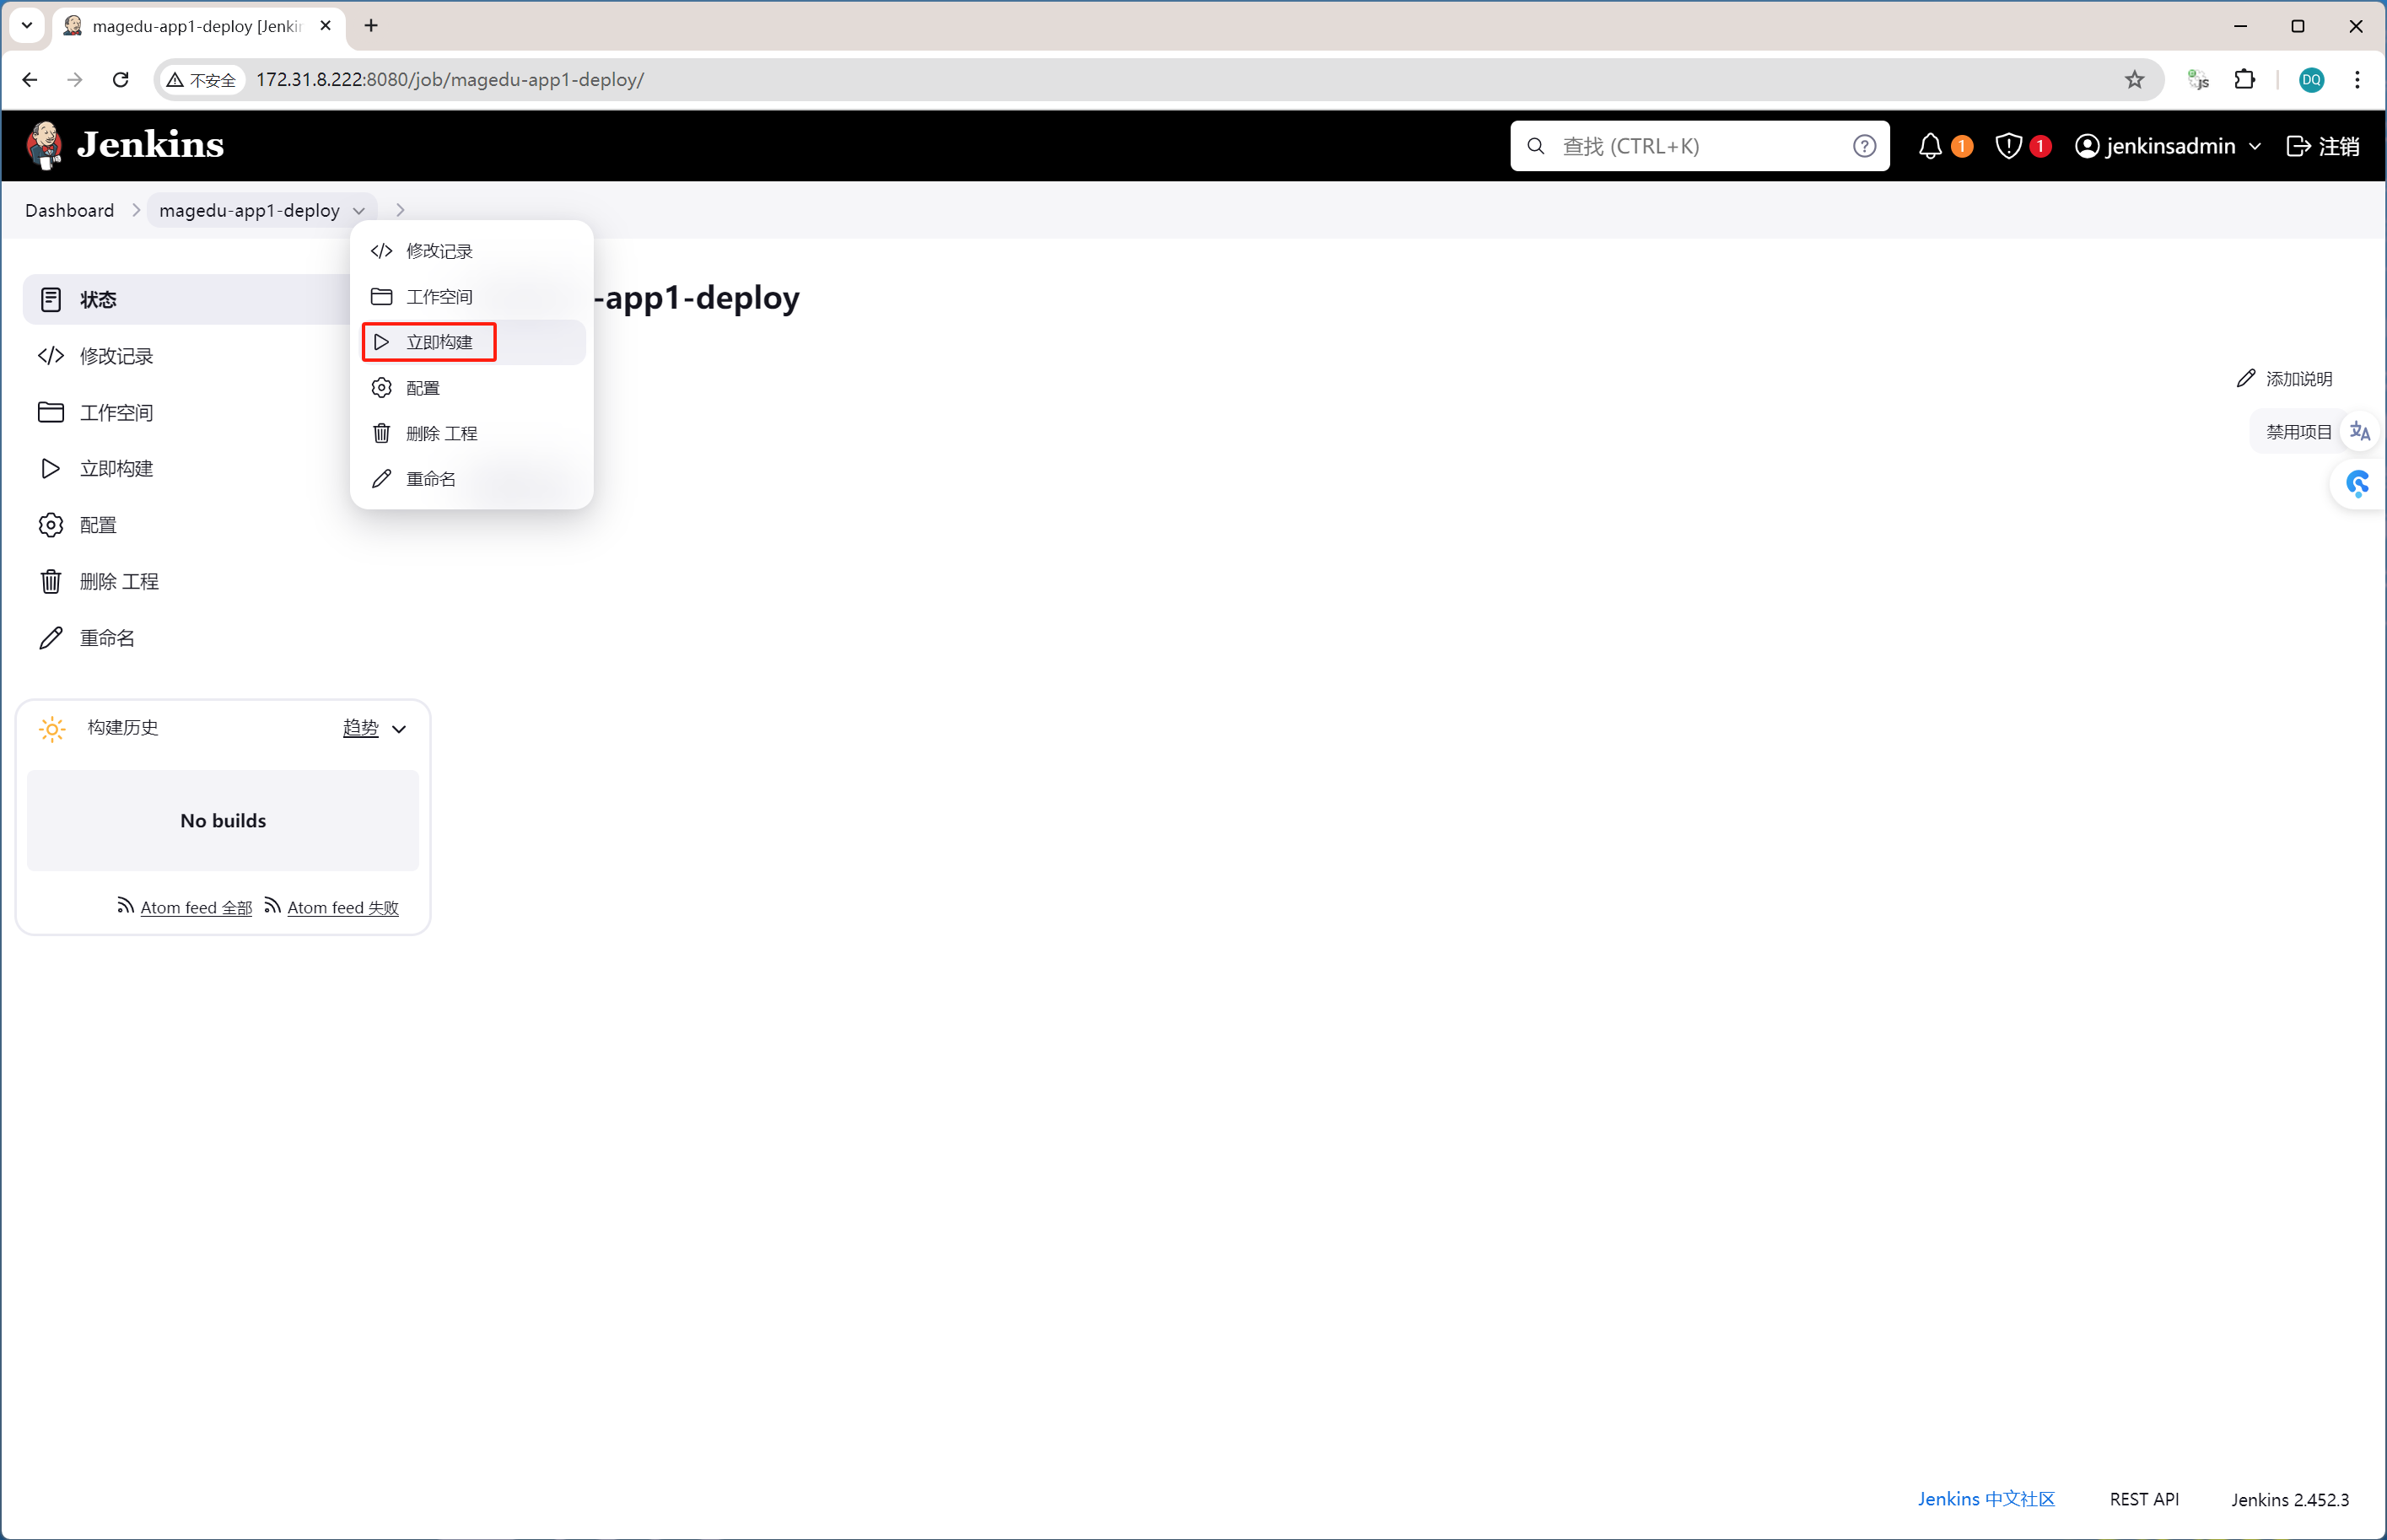 magedu-app1-deploy [Jenki
不安全
172.31.8.222:8080/job/magedu-app1-deploy/
JS
DQ
Jenkins
查找 (CTRL+K)
1
1
jenkinsadmin
注销
Dashboard
magedu-app1-deploy
修改记录
工作空间
立即构建
配置
删除 工程
重命名
-app1-deploy
状态
修改记录
工作空间
立即构建
配置
删除 工程
重命名
添加说明
禁用项目
构建历史
趋势
No builds
Atom feed 全部
Atom feed 失败
Jenkins 中文社区
REST API
Jenkins 2.452.3